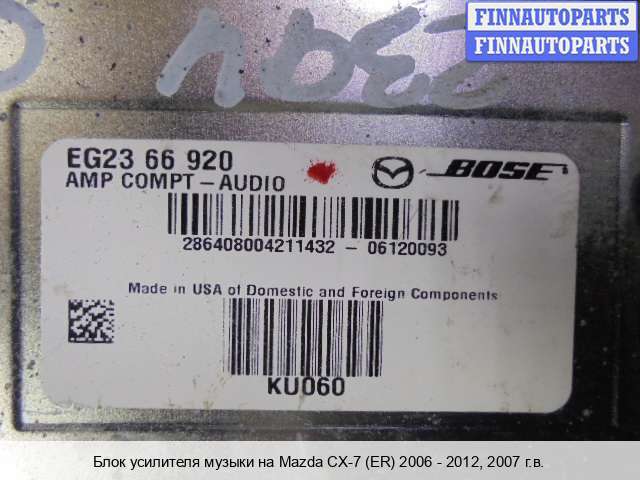 FINNAUTOPARTS
FINNAUTOPARTS
EG23 66 920
AMP COMPT-AUDIO
BOSE
286408004211432 - 06120093
Made in USA of Domestic and Foreign Components
KU060
Блок усилителя музыки на Mazda CX-7 (ER) 2006 - 2012, 2007 г.в.